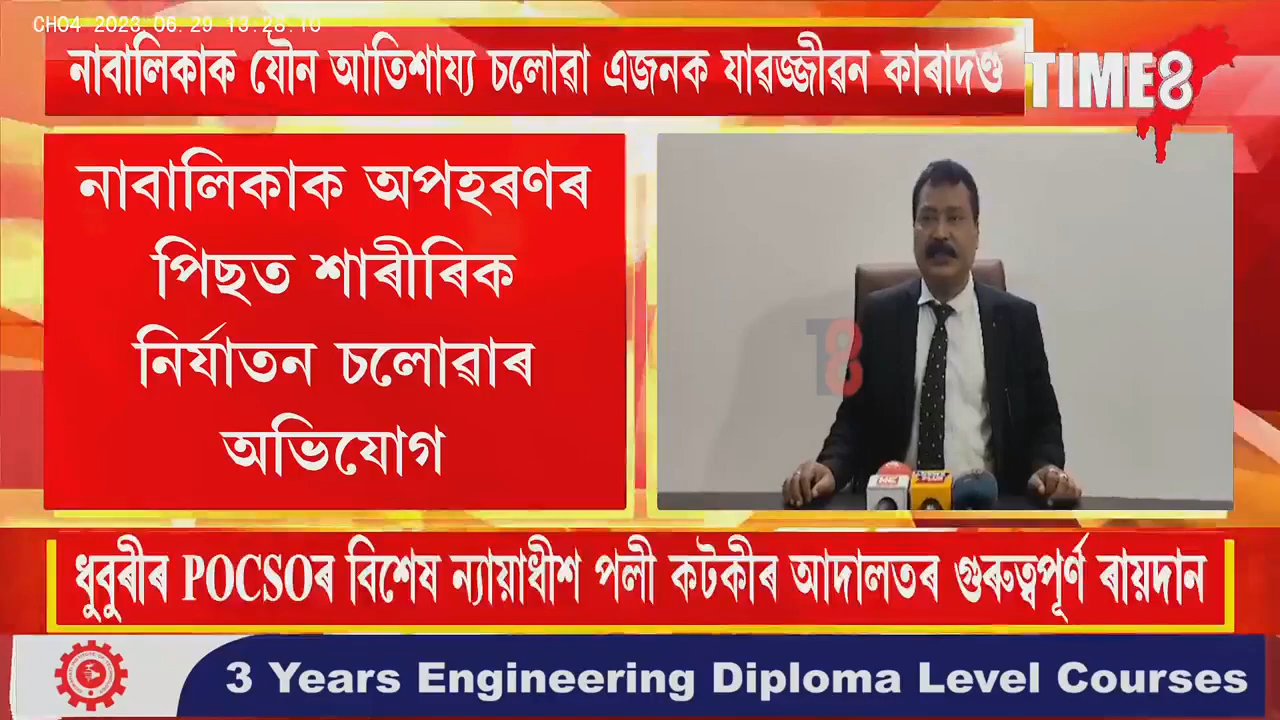 CH04 2023.06.29 13:28:10
নাবালিকাক যৌন আতিশায্য চলোৱা এজনক যাৱজ্জীৱন কাৰাদণ্ড
TIME8
নাবালিকাক অপহৰণৰ
পিছত শাৰীৰিক
নিৰ্যাতন চলোৱাৰ
অভিযোগ
T8
ধুবুৰীৰ POCSOৰ বিশেষ ন্যায়াধীশ পলী কটকীৰ আদালতৰ গুৰুত্বপূৰ্ণ ৰায়দান
3 Years Engineering Diploma Level Courses